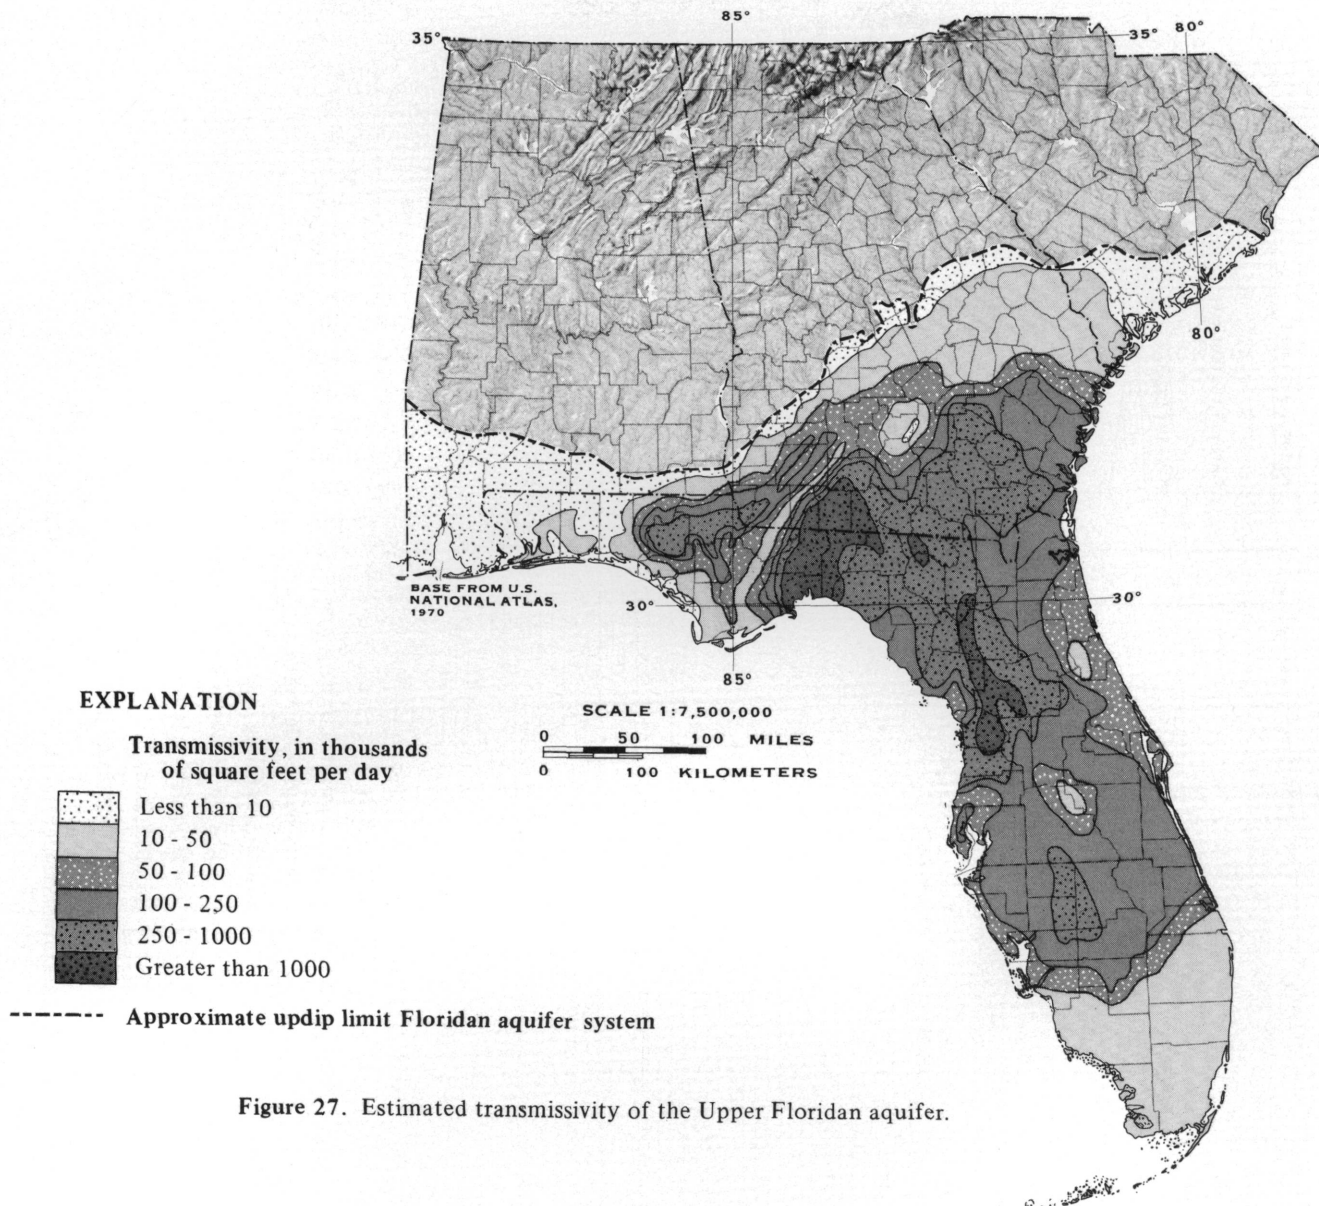 85°
35°
35° 80°
80°
BASE FROM U.S.
NATIONAL ATLAS,
1970
30°
30°
85°
EXPLANATION
Transmissivity, in thousands
of square feet per day
Less than 10
10 - 50
50 - 100
100 - 250
250 - 1000
Greater than 1000
Approximate updip limit Floridan aquifer system
SCALE 1:7,500,000
0 50 100 MILES
0 100 KILOMETERS
Figure 27. Estimated transmissivity of the Upper Floridan aquifer.